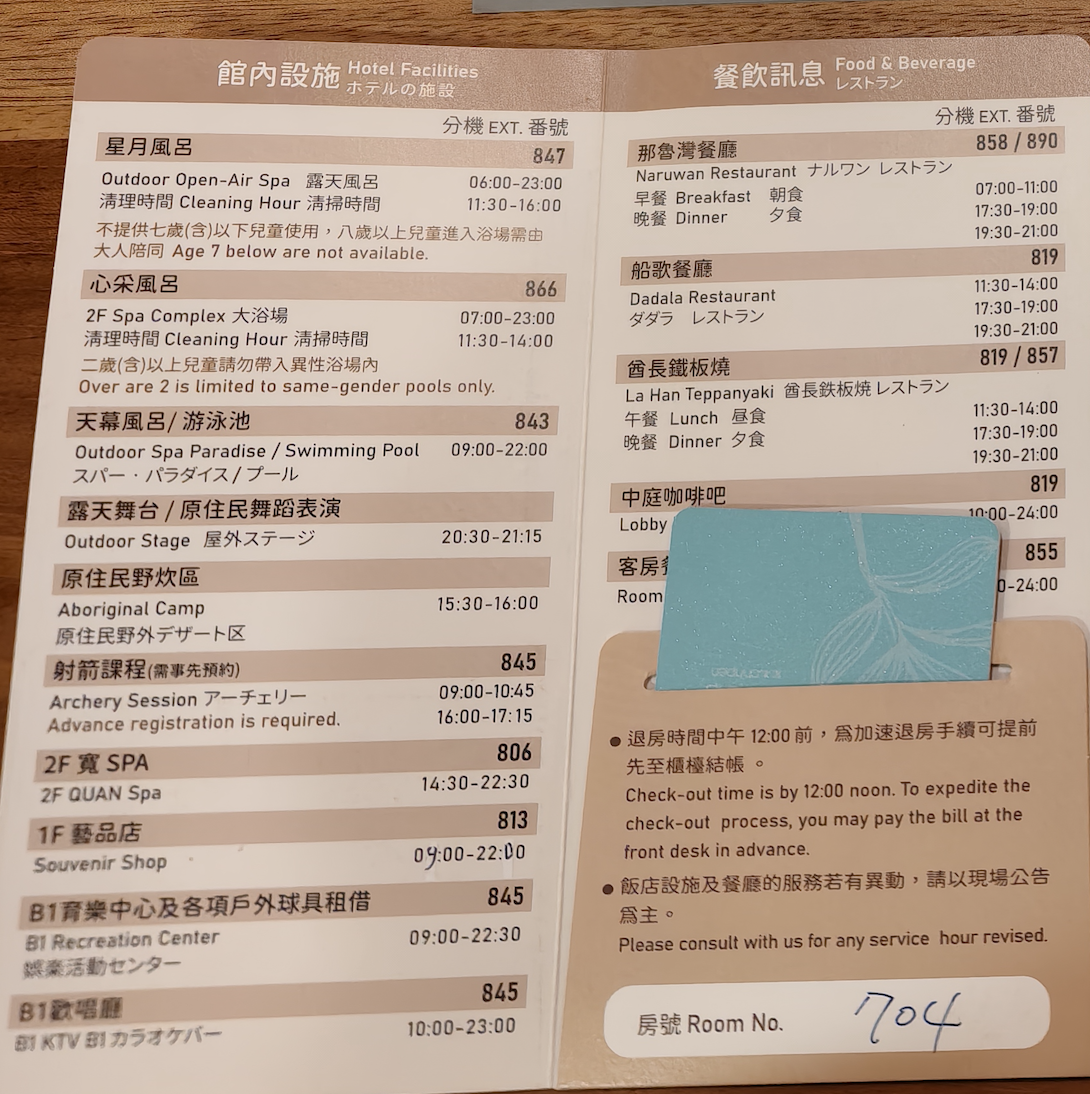 館內設施 Hotel Facilities
ホテルの施設
分機 EXT. 番號
星月風呂 847
Outdoor Open-Air Spa 露天風呂 06:00-23:00
清理時間 Cleaning Hour 清掃時間 11:30-16:00
不提供七歲(含)以下兒童使用，八歲以上兒童進入浴場需由
大人陪同 Age 7 below are not available.
心采風呂 866
2F Spa Complex 大浴場 07:00-23:00
清理時間 Cleaning Hour 清掃時間 11:30-14:00
二歲(含)以上兒童請勿帶入異性浴場內
Over are 2 is limited to same-gender pools only.
天幕風呂/ 游泳池 843
Outdoor Spa Paradise / Swimming Pool 09:00-22:00
スパー・パラダイス / プール
露天舞台 / 原住民舞蹈表演
Outdoor Stage 屋外ステージ 20:30-21:15
原住民野炊區
Aboriginal Camp 15:30-16:00
原住民野外デザート区
射箭課程(需事先預約) 845
Archery Session アーチェリー 09:00-10:45
Advance registration is required. 16:00-17:15
2F 寬 SPA 806
2F QUAN Spa 14:30-22:30
1F 藝品店 813
Souvenir Shop 09:00-22:00
B1育樂中心及各項戶外球具租借 845
B1 Recreation Center 09:00-22:30
娯楽活動センター
B1歡唱廳 845
B1 KTV B1カラオケバー 10:00-23:00
餐飲訊息 Food & Beverage
レストラン
分機 EXT. 番號
那魯灣餐廳 858 / 890
Naruwan Restaurant ナルワン レストラン
早餐 Breakfast 朝食 07:00-11:00
晚餐 Dinner 夕食 17:30-19:00
19:30-21:00
船歌餐廳 819
Dadala Restaurant 11:30-14:00
ダダラ レストラン 17:30-19:00
19:30-21:00
酋長鐵板燒 819 / 857
La Han Teppanyaki 酋長鉄板焼レストラン
午餐 Lunch 昼食 11:30-14:00
晚餐 Dinner 夕食 17:30-19:00
19:30-21:00
中庭咖啡吧 819
Lobby 10:00-24:00
客房 855
Room 0-24:00
● 退房時間中午 12:00 前，為加速退房手續可提前
先至櫃檯結帳。
Check-out time is by 12:00 noon. To expedite the
check-out process, you may pay the bill at the
front desk in advance.
● 飯店設施及餐廳的服務若有異動，請以現場公告
為主。
Please consult with us for any service hour revised.
房號 Room No. 704